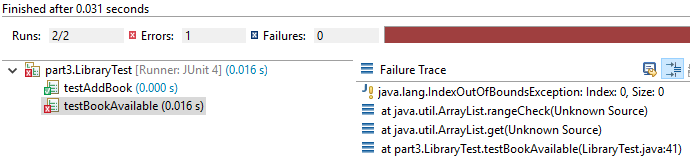 Finished after 0.031 seconds
Runs: 2/2 Errors: 1 Failures: 0
part3.LibraryTest [Runner: JUnit 4] (0.016 s)
testAddBook (0.000 s)
testBookAvailable (0.016 s)
Failure Trace
java.lang.IndexOutOfBoundsException: Index: 0, Size: 0
at java.util.ArrayList.rangeCheck(Unknown Source)
at java.util.ArrayList.get(Unknown Source)
at part3.LibraryTest.testBookAvailable(LibraryTest.java:41)